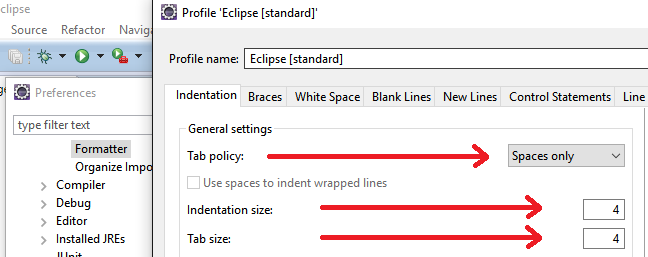 clipse
Source Refactor Naviga
Preferences
type filter text
Formatter
Organize Impo
Compiler
Debug
Editor
Installed JREs
JUnit
Profile 'Eclipse [standard]'
Profile name: Eclipse [standard]
Indentation Braces White Space Blank Lines New Lines Control Statements Line
General settings
Tab policy: Spaces only
Use spaces to indent wrapped lines
Indentation size: 4
Tab size: 4